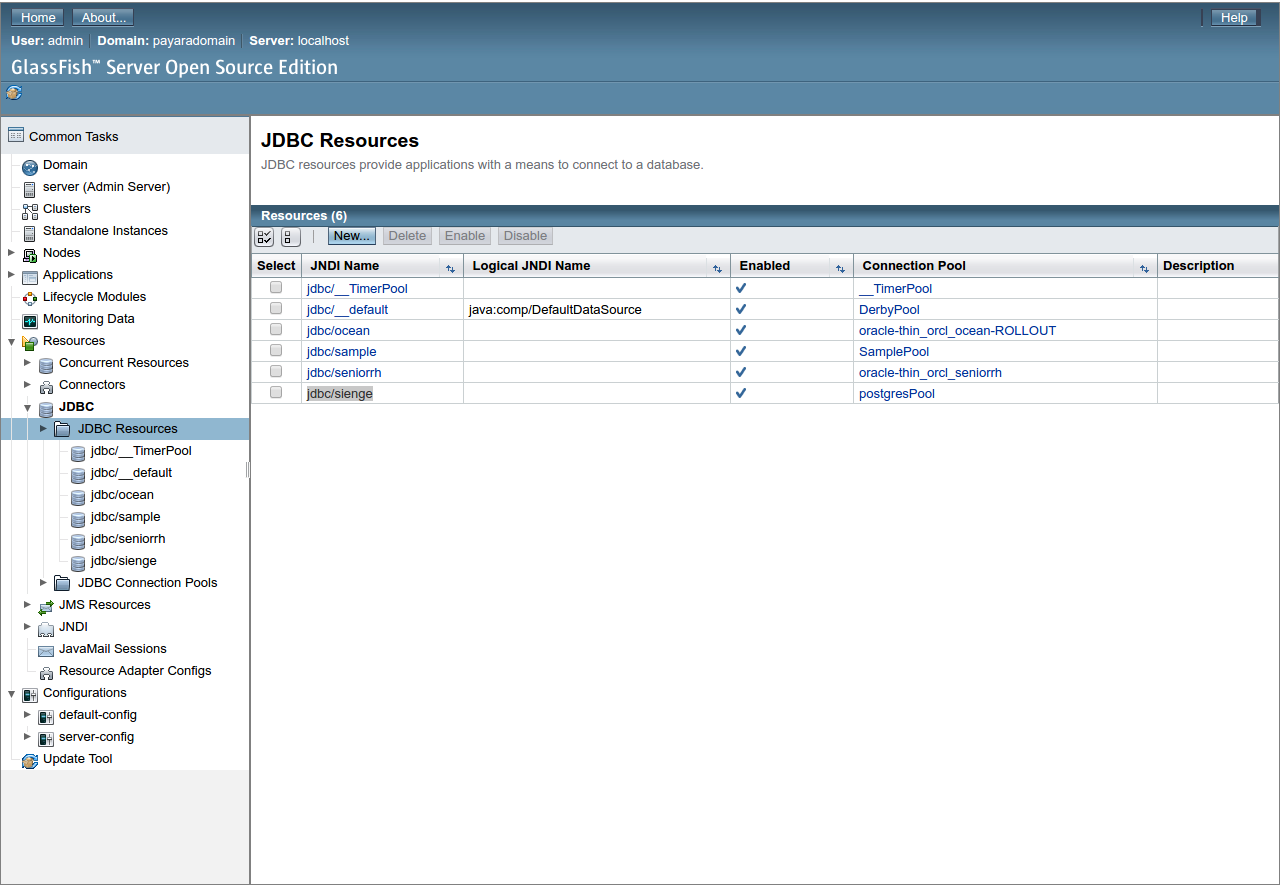 Home About... Help
User: admin Domain: payaradomain Server: localhost
GlassFish™ Server Open Source Edition
Common Tasks
Domain
server (Admin Server)
Clusters
Standalone Instances
Nodes
Applications
Lifecycle Modules
Monitoring Data
Resources
Concurrent Resources
Connectors
JDBC
JDBC Resources
jdbc/__TimerPool
jdbc/__default
jdbc/ocean
jdbc/sample
jdbc/seniorrh
jdbc/sienge
JDBC Connection Pools
JMS Resources
JNDI
JavaMail Sessions
Resource Adapter Configs
Configurations
default-config
server-config
Update Tool
JDBC Resources
JDBC resources provide applications with a means to connect to a database.
Resources (6)
New... Delete Enable Disable
Select JNDI Name Logical JNDI Name Enabled Connection Pool Description
jdbc/__TimerPool __TimerPool
jdbc/__default java:comp/DefaultDataSource DerbyPool
jdbc/ocean oracle-thin_orcl_ocean-ROLLOUT
jdbc/sample SamplePool
jdbc/seniorrh oracle-thin_orcl_seniorrh
jdbc/sienge postgresPool